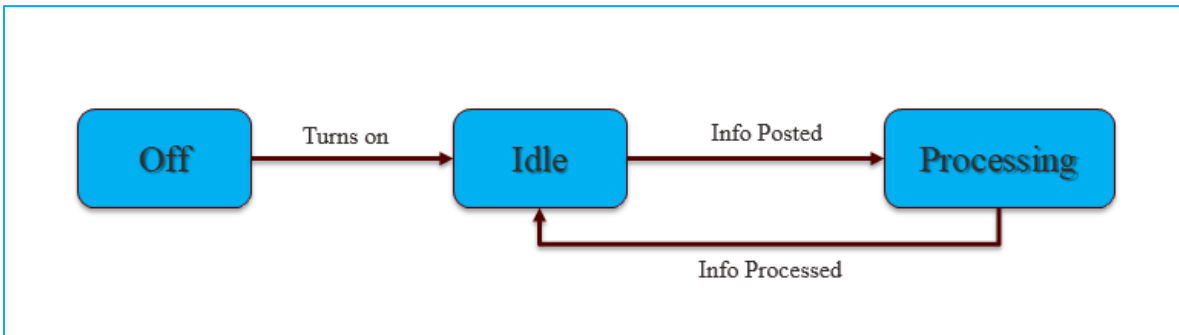 Off
Turns on
Idle
Info Posted
Processing
Info Processed